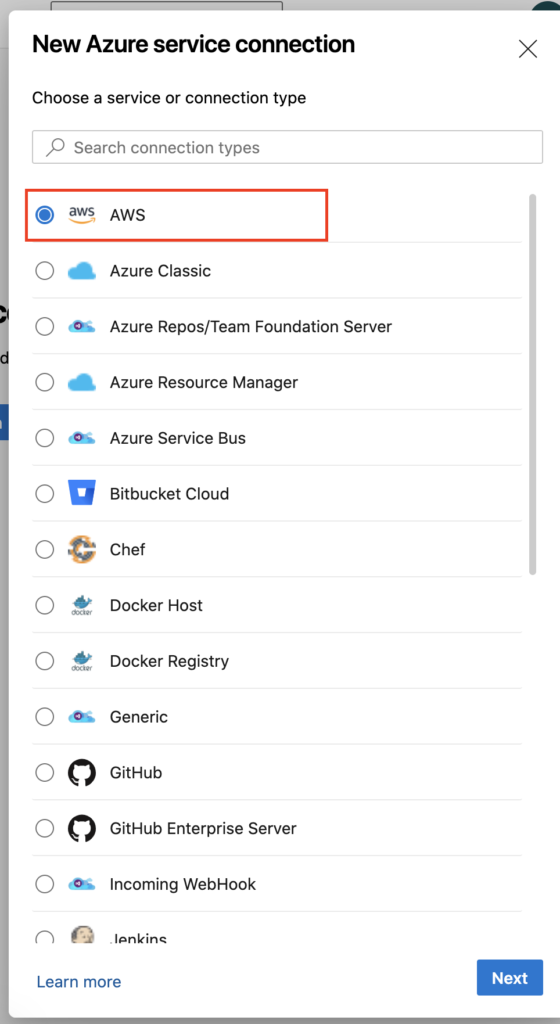 New Azure service connection
Choose a service or connection type
Search connection types
aws AWS
Azure Classic
Azure Repos/Team Foundation Server
Azure Resource Manager
Azure Service Bus
Bitbucket Cloud
Chef
docker Docker Host
docker Docker Registry
Generic
GitHub
GitHub Enterprise Server
Incoming WebHook
Jenkins
Learn more
Next